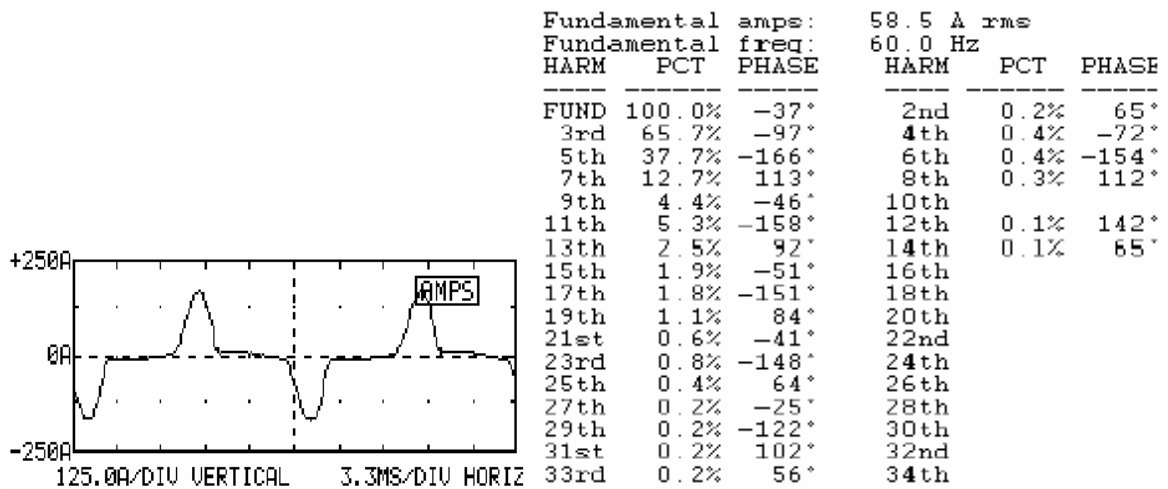 Fundamental amps: 58.5 A rms
Fundamental freq: 60.0 Hz
HARM PCT PHASE HARM PCT PHASE
---- ------ ----- ---- ------ -----
FUND 100.0% -37° 2nd 0.2% 65°
3rd 65.7% -97° 4th 0.4% -72°
5th 37.7% -166° 6th 0.4% -154°
7th 12.7% 113° 8th 0.3% 112°
9th 4.4% -46° 10th
11th 5.3% -158° 12th 0.1% 142°
13th 2.5% 92° 14th 0.1% 65°
15th 1.9% -51° 16th
17th 1.8% -151° 18th
19th 1.1% 84° 20th
21st 0.6% -41° 22nd
23rd 0.8% -148° 24th
25th 0.4% 64° 26th
27th 0.2% -25° 28th
29th 0.2% -122° 30th
31st 0.2% 102° 32nd
33rd 0.2% 56° 34th
+250A
AMPS
0A
-250A
125.0A/DIV VERTICAL 3.3MS/DIV HORIZ